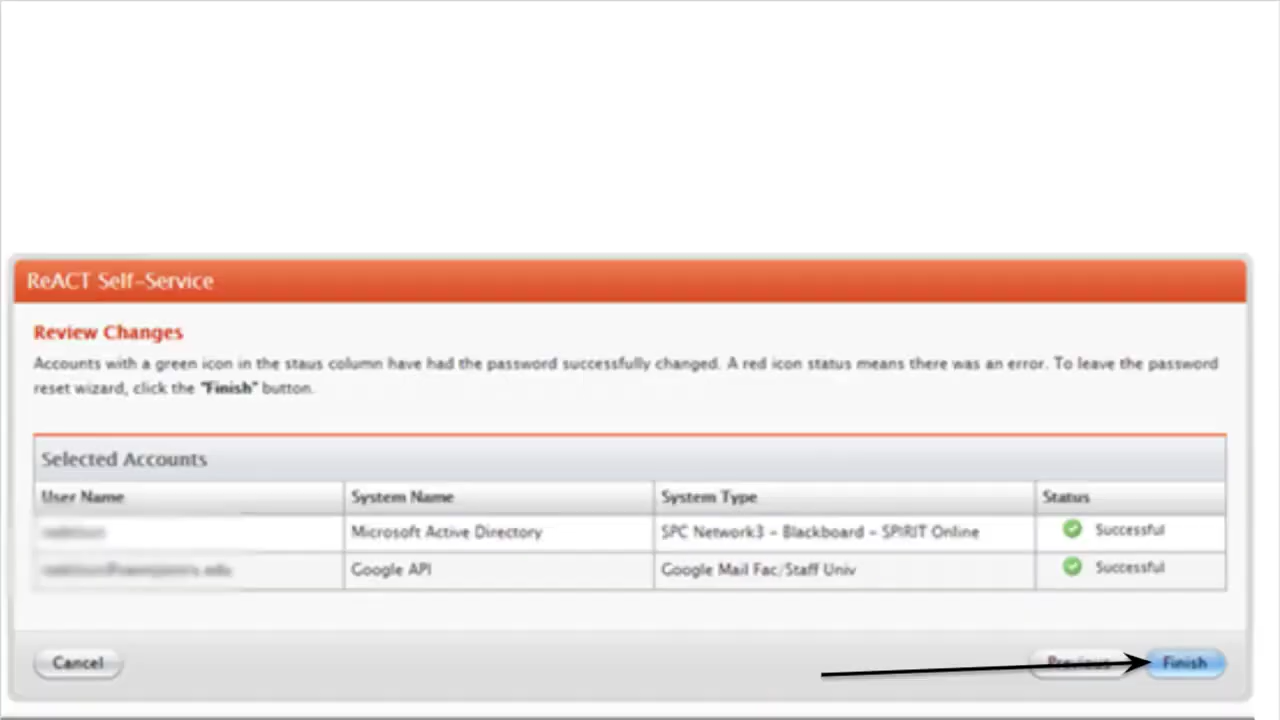 ReACT Self-Service
Review Changes
Accounts with a green icon in the staus column have had the password successfully changed. A red icon status means there was an error. To leave the password
reset wizard, click the "Finish" button.
Selected Accounts
User Name System Name System Type Status
Microsoft Active Directory SPC Network3 - Blackboard - SPIRIT Online Successful
Google API Google Mail Fac/Staff Univ Successful
Cancel Previous Finish